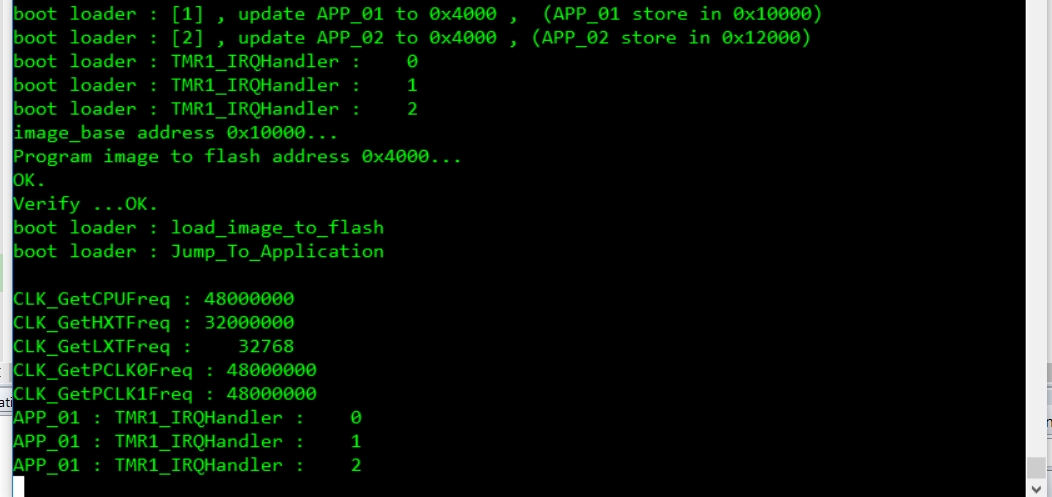 boot loader : [1] , update APP_01 to 0x4000 ,  (APP_01 store in 0x10000)
boot loader : [2] , update APP_02 to 0x4000 , (APP_02 store in 0x12000)
boot loader : TMR1_IRQHandler :    0
boot loader : TMR1_IRQHandler :    1
boot loader : TMR1_IRQHandler :    2
image_base address 0x10000...
Program image to flash address 0x4000...
OK.
Verify ...OK.
boot loader : load_image_to_flash
boot loader : Jump_To_Application
CLK_GetCPUFreq : 48000000
CLK_GetHXTFreq : 32000000
CLK_GetLXTFreq :    32768
CLK_GetPCLK0Freq : 48000000
CLK_GetPCLK1Freq : 48000000
APP_01 : TMR1_IRQHandler :    0
APP_01 : TMR1_IRQHandler :    1
APP_01 : TMR1_IRQHandler :    2